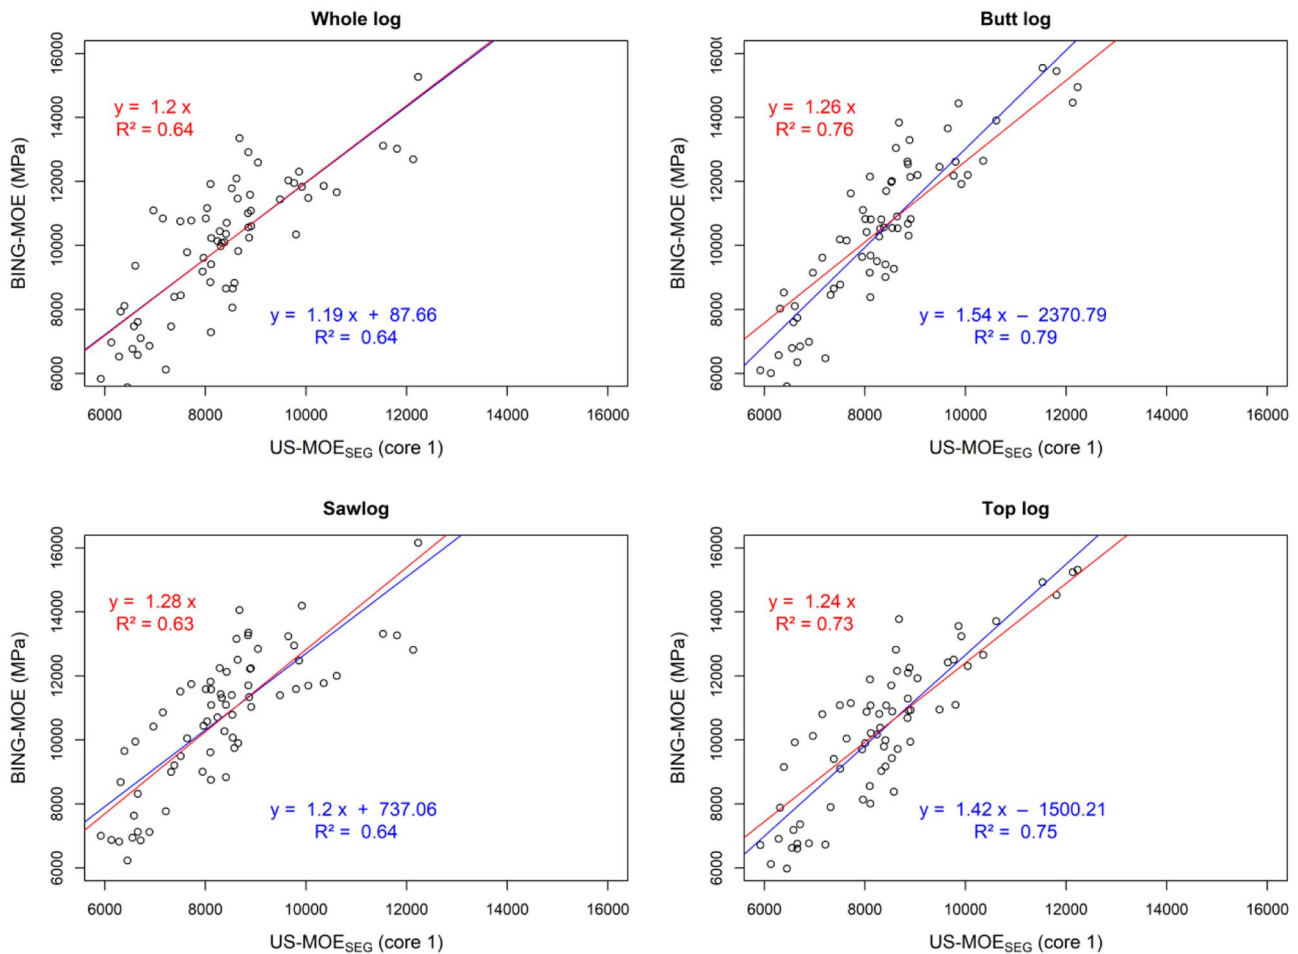 Whole log
BING-MOE (MPa)
16000
14000
12000
10000
8000
6000
y = 1.2 x
R² = 0.64
y = 1.19 x + 87.66
R² = 0.64
6000 8000 10000 12000 14000 16000
US-MOESEG (core 1)
Butt log
BING-MOE (MPa)
16000
14000
12000
10000
8000
6000
y = 1.26 x
R² = 0.76
y = 1.54 x − 2370.79
R² = 0.79
6000 8000 10000 12000 14000 16000
US-MOESEG (core 1)
Sawlog
BING-MOE (MPa)
16000
14000
12000
10000
8000
6000
y = 1.28 x
R² = 0.63
y = 1.2 x + 737.06
R² = 0.64
6000 8000 10000 12000 14000 16000
US-MOESEG (core 1)
Top log
BING-MOE (MPa)
16000
14000
12000
10000
8000
6000
y = 1.24 x
R² = 0.73
y = 1.42 x − 1500.21
R² = 0.75
6000 8000 10000 12000 14000 16000
US-MOESEG (core 1)